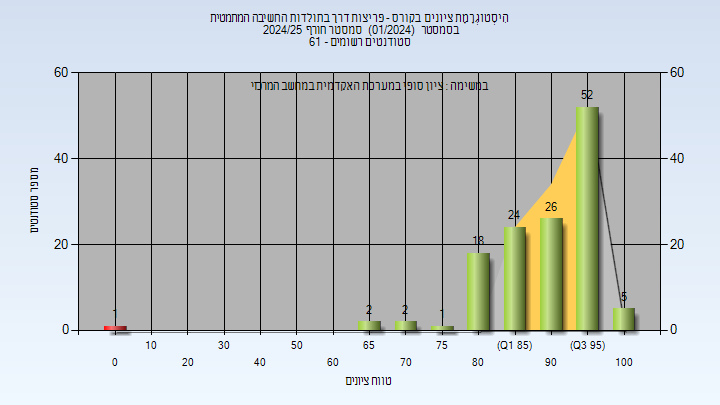 היסטוגרמת ציונים בקורס - פריצות דרך בתולדות החשיבה המתמטית
בסמסטר (01/2024) סמסטר חורף 2024/25
סטודנטים רשומים - 61
במשימה : ציון סופי במערכת האקדמית במחשב המרכזי
מספר סטודנטים
60
40
20
0
60
40
20
0
1
2
2
1
18
24
26
52
5
10 30 50 65 75 (Q1 85) (Q3 95)
0 20 40 60 70 80 90 100
טווח ציונים